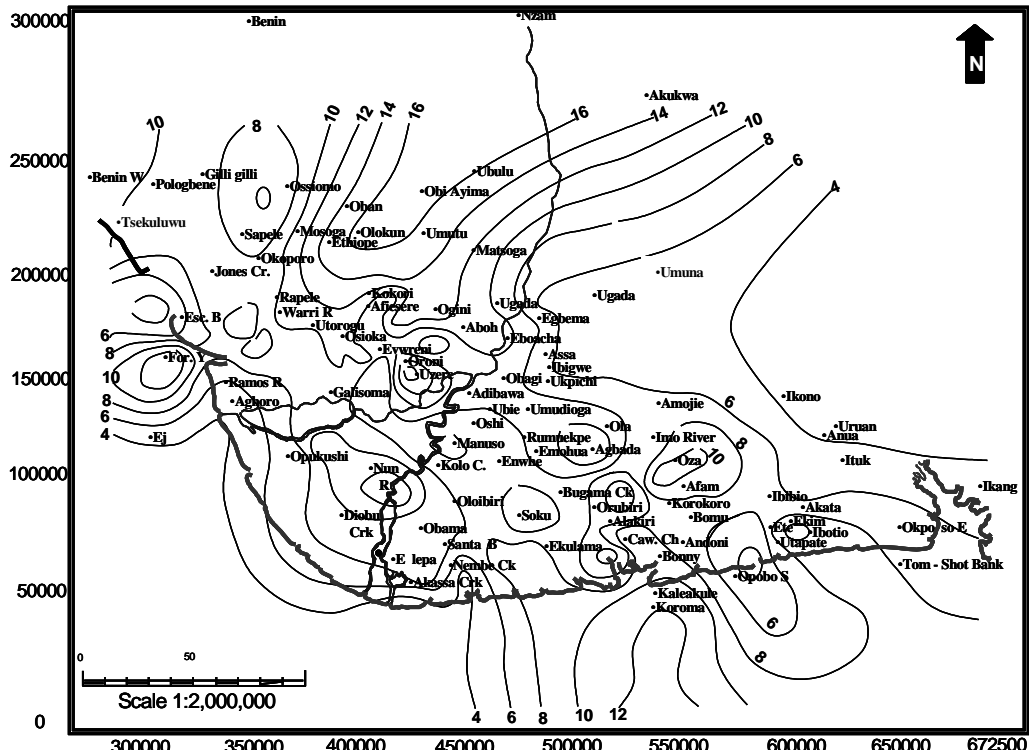 300000
•Benin
•Nzam
N
•Akukwa
10
8
10
12
14
16
16
14
12
10
8
6
4
250000
•Benin W
•Pologbene
•Gilli gilli
•Ossiomo
•Ubulu
•Obi Ayima
•Oban
•Tsekuluwu
•Sapele
•Mosoga
•Olokun
•Ethiope
•Umutu
•Matsoga
•Okoporo
200000
•Jones Cr.
•Umuna
•Rapele
•Kokori
•Afiesere
•Ogini
•Ugada
•Ugada
•Warri R
•Esc. B
•Utorogu
•Aboh
•Egbema
6
•Osioka
•Eboacha
8
•For. Y
•Evwreni
•Oroni
•Assa
•Ibigwe
10
•Uzere
150000
•Ramos R
•Obagi
•Ukpichi
8
•Aghoro
•Galisoma
•Adibawa
6
•Amojie
6
•Ikono
4
•Ej
•Ubie
•Umudioga
•Oshi
•Ola
•Uruan
•Anua
•Manuso
•Rumuekpe
•Emohua
•Agbada
•Imo River
8
10
•Opukushi
•Kolo C.
•Enwhe
•Oza
•Ituk
100000
•Nun
R
•Afam
•Ikang
•Oloibiri
•Bugama Ck
•Orubiri
•Korokoro
•Ibibio
•Akata
•Diobu
Crk
•Soku
•Alakiri
•Bomu
•Obama
•Ete
•Ekim
•Ibotio
•Okpo so E
•Santa B
•Ekulama
•Caw. Ch
•Andoni
•Utapate
•E lepa
•Nembe Ck
•Bonny
•Tom - Shot Bank
•Akassa Crk
•Opobo S
50000
•Kaleakule
•Koroma
6
8
0
50
Scale 1:2,000,000
4
6
8
10
12
0
300000
350000
400000
450000
500000
550000
600000
650000
672500